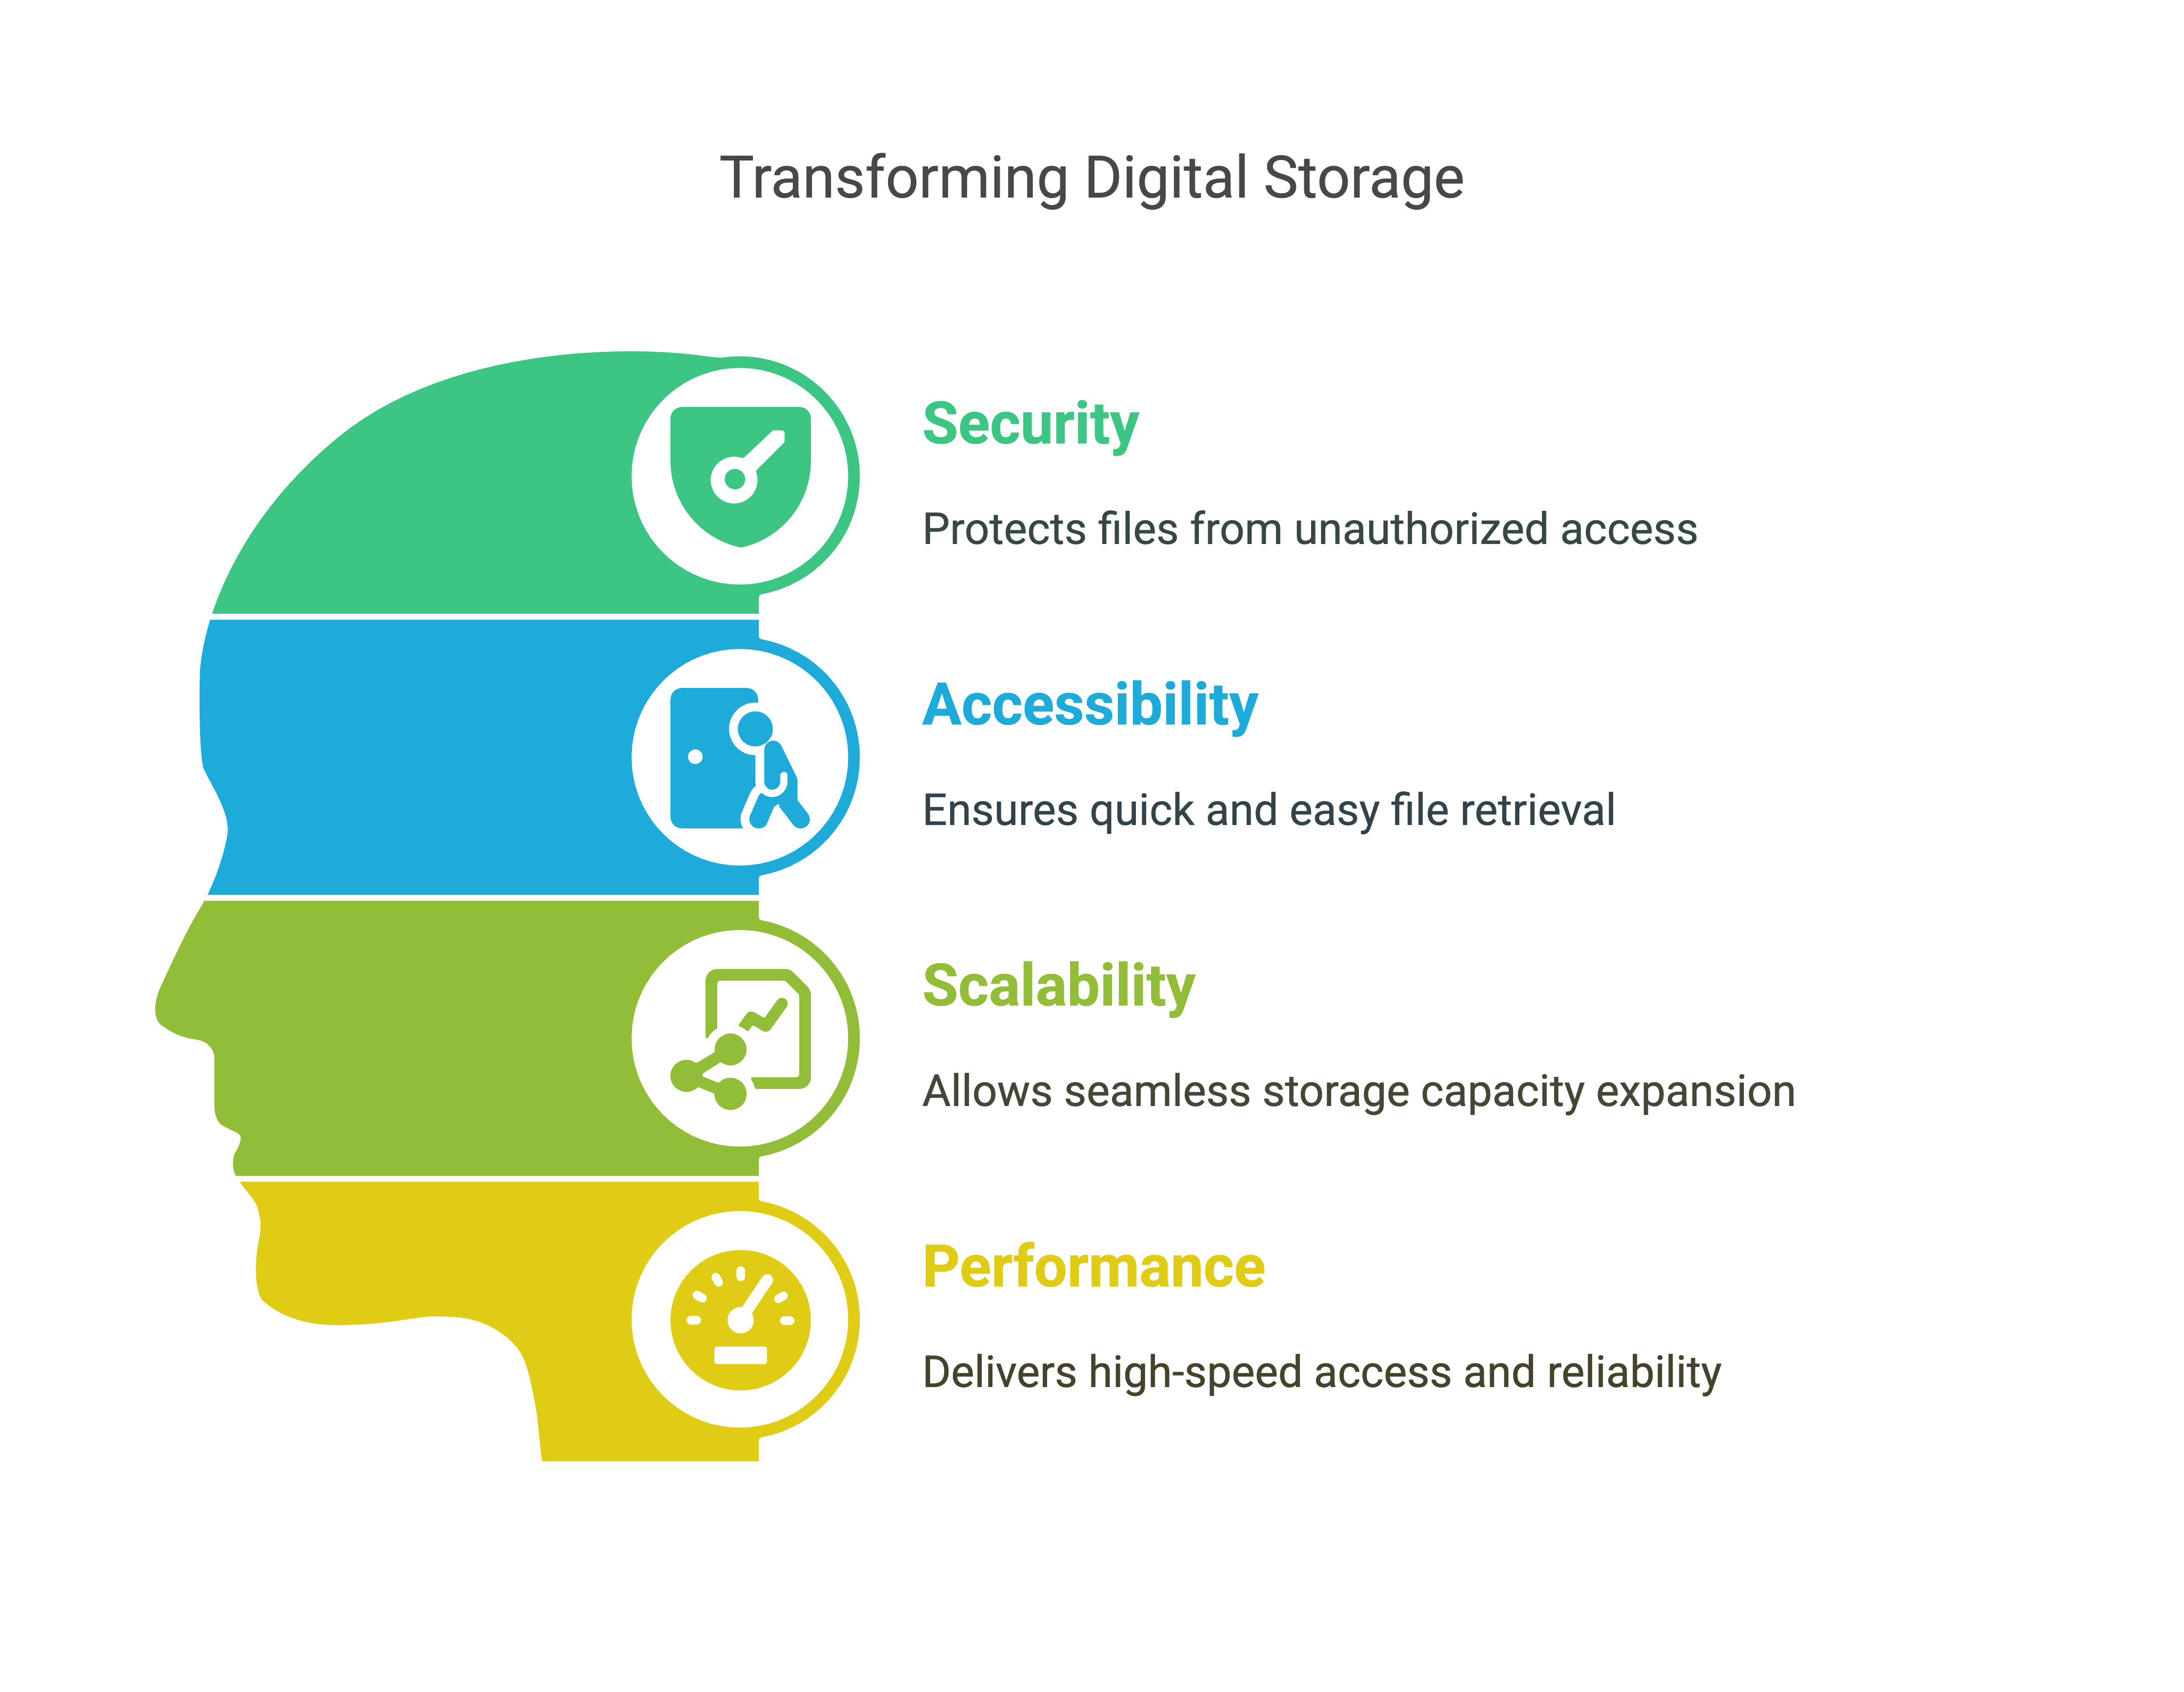 Transforming Digital Storage
Security
Protects files from unauthorized access
Accessibility
Ensures quick and easy file retrieval
Scalability
Allows seamless storage capacity expansion
Performance
Delivers high-speed access and reliability